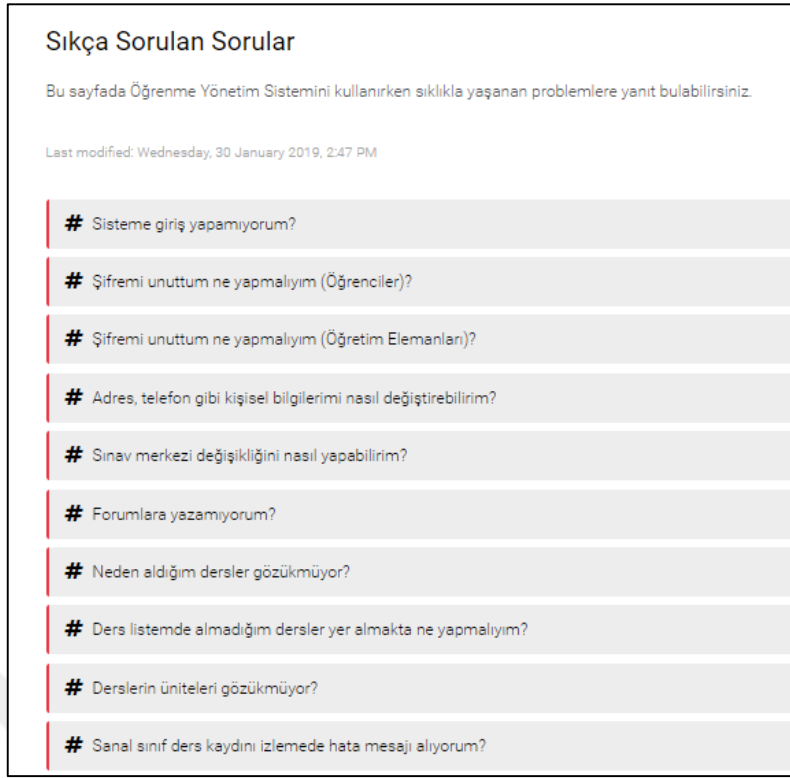 Sıkça Sorulan Sorular
Bu sayfada Öğrenme Yönetim Sistemini kullanırken sıklıkla yaşanan problemlere yanıt bulabilirsiniz.
Last modified: Wednesday, 30 January 2019, 2:47 PM
# Sisteme giriş yapamıyorum?
# Şifremi unuttum ne yapmalıyım (Öğrenciler)?
# Şifremi unuttum ne yapmalıyım (Öğretim Elemanları)?
# Adres, telefon gibi kişisel bilgilerimi nasıl değiştirebilirim?
# Sınav merkezi değişikliğini nasıl yapabilirim?
# Forumlara yazamıyorum?
# Neden aldığım dersler gözükmüyor?
# Ders listemde almadığım dersler yer almakta ne yapmalıyım?
# Derslerin üniteleri gözükmüyor?
# Sanal sınıf ders kaydını izlemede hata mesajı alıyorum?